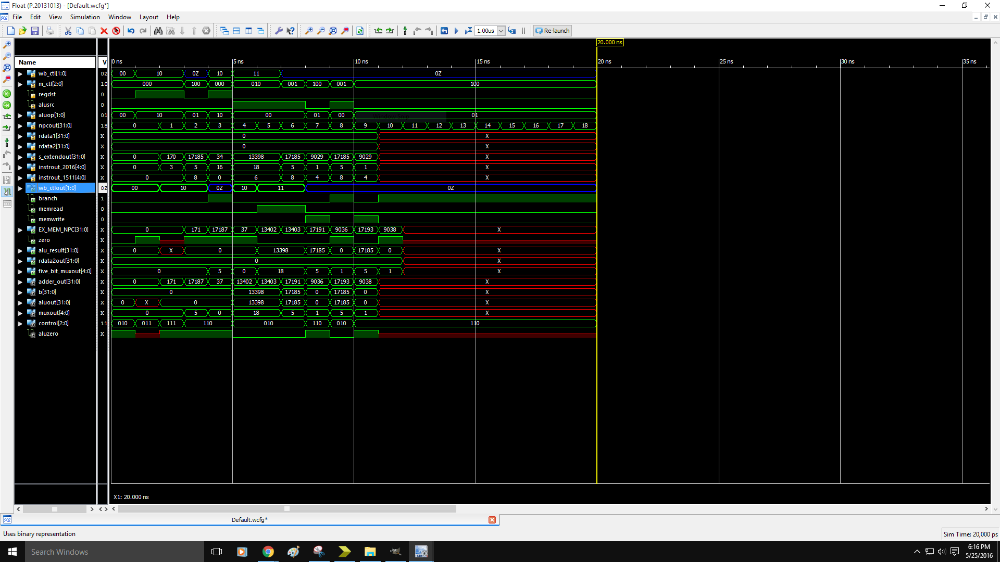 Float (P.20131013) - [Default.wcfg*]
File Edit View Simulation Window Layout Help
1.00us Re-launch
20.000 ns
Name V 0 ns 5 ns 10 ns 15 ns 20 ns 25 ns 30 ns 35 ns
wb_ctl[1:0] 0Z 00 10 0Z 10 11 0Z
m_ctl[2:0] 10 000 100 000 010 001 100 001 100
regdst 0
alusrc 0
aluop[1:0] 01 00 10 01 10 00 01 00 01
npcout[31:0] 18 0 1 2 3 4 5 6 7 8 9 10 11 12 13 14 15 16 17 18
rdata1[31:0] X 0 X
rdata2[31:0] X 0 X
s_extendout[31:0] X 0 170 17185 34 13398 17185 9029 17185 9029 X
instrout_2016[4:0] X 0 3 5 16 18 5 1 5 1 X
instrout_1511[4:0] X 0 8 0 6 8 4 8 4 X
wb_ctlout[1:0] 0Z 00 10 0Z 10 11 0Z
branch 1
memread 0
memwrite 0
EX_MEM_NPC[31:0] X 0 171 17187 37 13402 13403 17191 9036 17193 9038 X
zero X
alu_result[31:0] X 0 X 0 13398 17185 0 17185 0 X
rdata2out[31:0] X 0 X
five_bit_muxout[4:0] X 0 5 0 18 5 1 5 1 X
adder_out[31:0] X 0 171 17187 37 13402 13403 17191 9036 17193 9038 X
b[31:0] X 0 13398 17185 0 17185 0 X
aluout[31:0] X 0 X 0 13398 17185 0 17185 0 X
muxout[4:0] X 0 5 0 18 5 1 5 1 X
control[2:0] 11 010 011 111 110 010 110 010 110
aluzero X
X1: 20.000 ns
Default.wcfg*
Uses binary representation
Sim Time: 20,000 ps
Search Windows
6:16 PM
5/25/2016